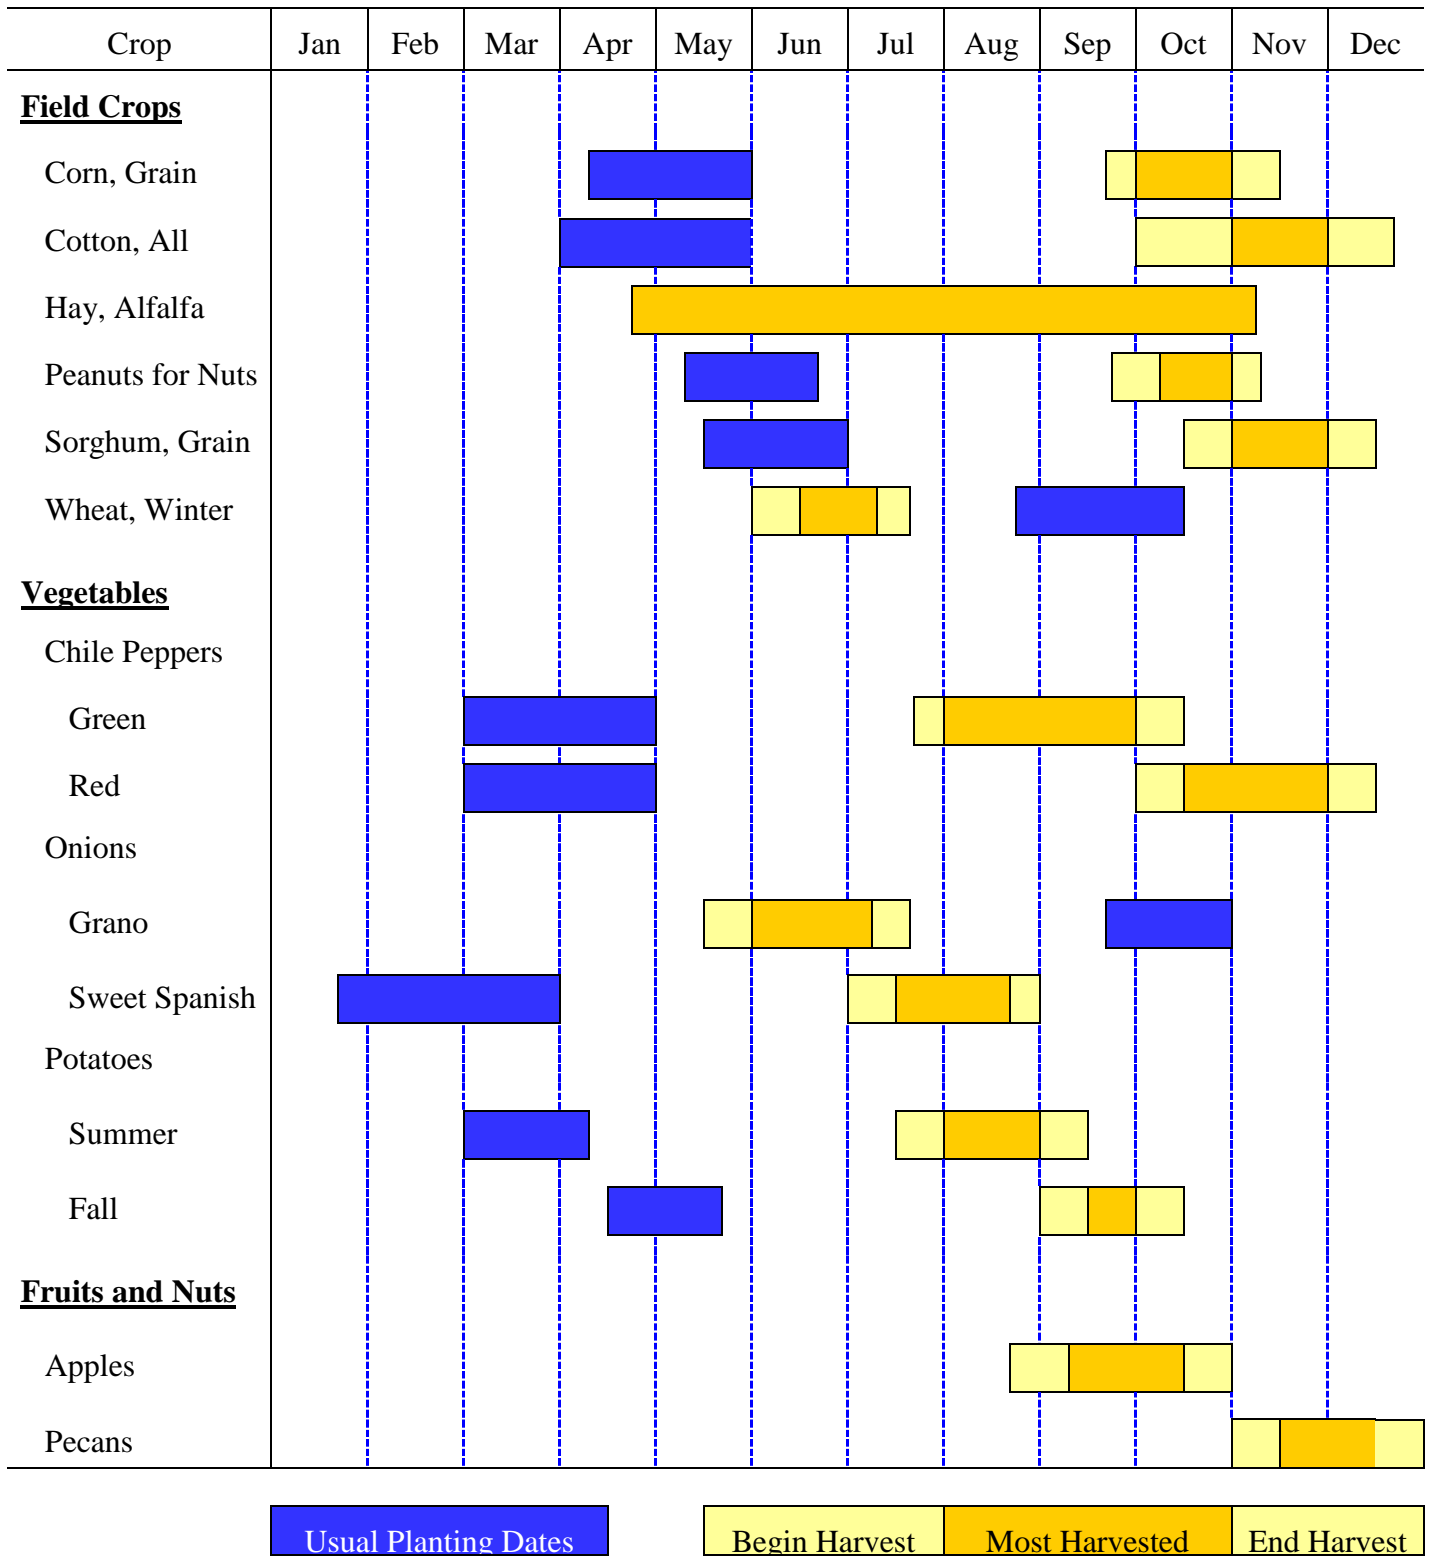 Crop Jan Feb Mar Apr May Jun Jul Aug Sep Oct Nov Dec
Field Crops
Corn, Grain
Cotton, All
Hay, Alfalfa
Peanuts for Nuts
Sorghum, Grain
Wheat, Winter
Vegetables
Chile Peppers
Green
Red
Onions
Grano
Sweet Spanish
Potatoes
Summer
Fall
Fruits and Nuts
Apples
Pecans
Usual Planting Dates Begin Harvest Most Harvested End Harvest